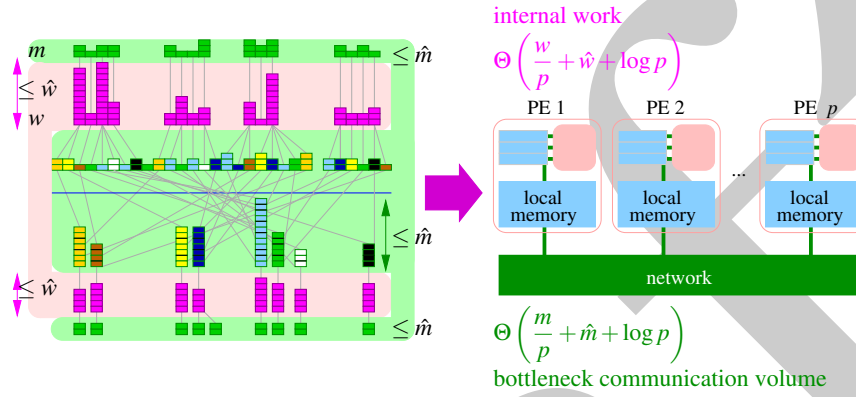 m
≤ m̂
≤ ŵ
w
≤ m̂
≤ ŵ
≤ m̂
internal work
Θ(w/p + ŵ + log p)
PE 1 PE 2 PE p
...
local memory
local memory
local memory
network
Θ(m/p + m̂ + log p)
bottleneck communication volume